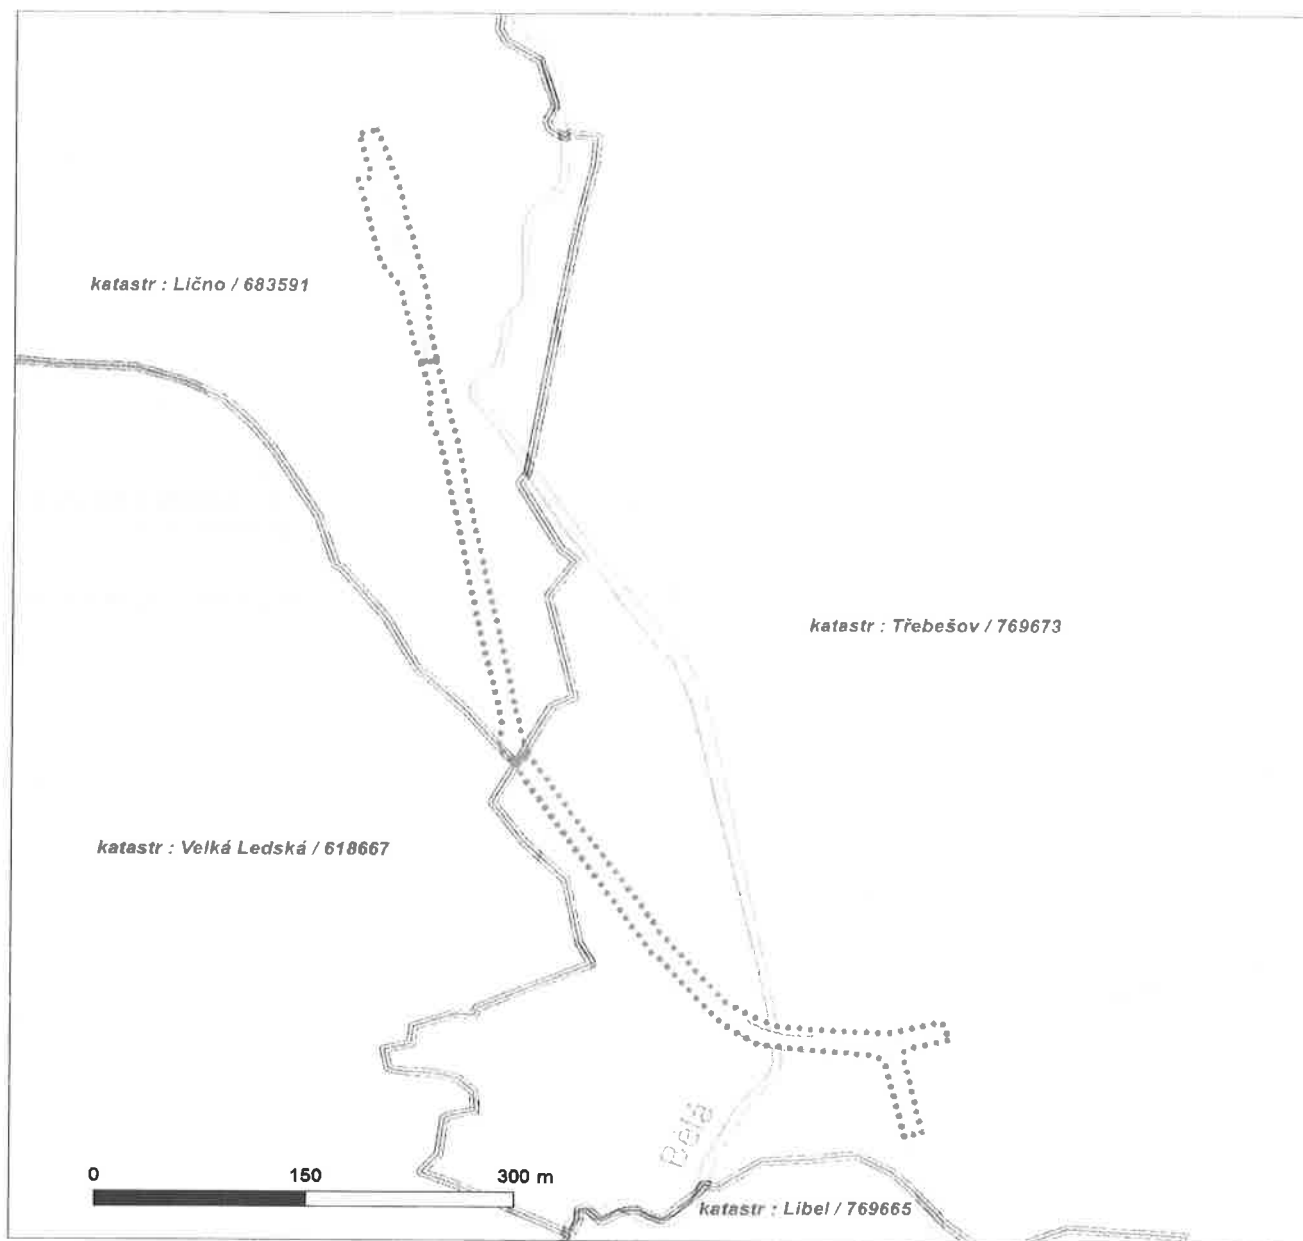 katastr : Lično / 683591
katastr : Třebešov / 769673
katastr : Velká Ledská / 618667
Bělá
0 150 300 m
katastr : Libel / 769665